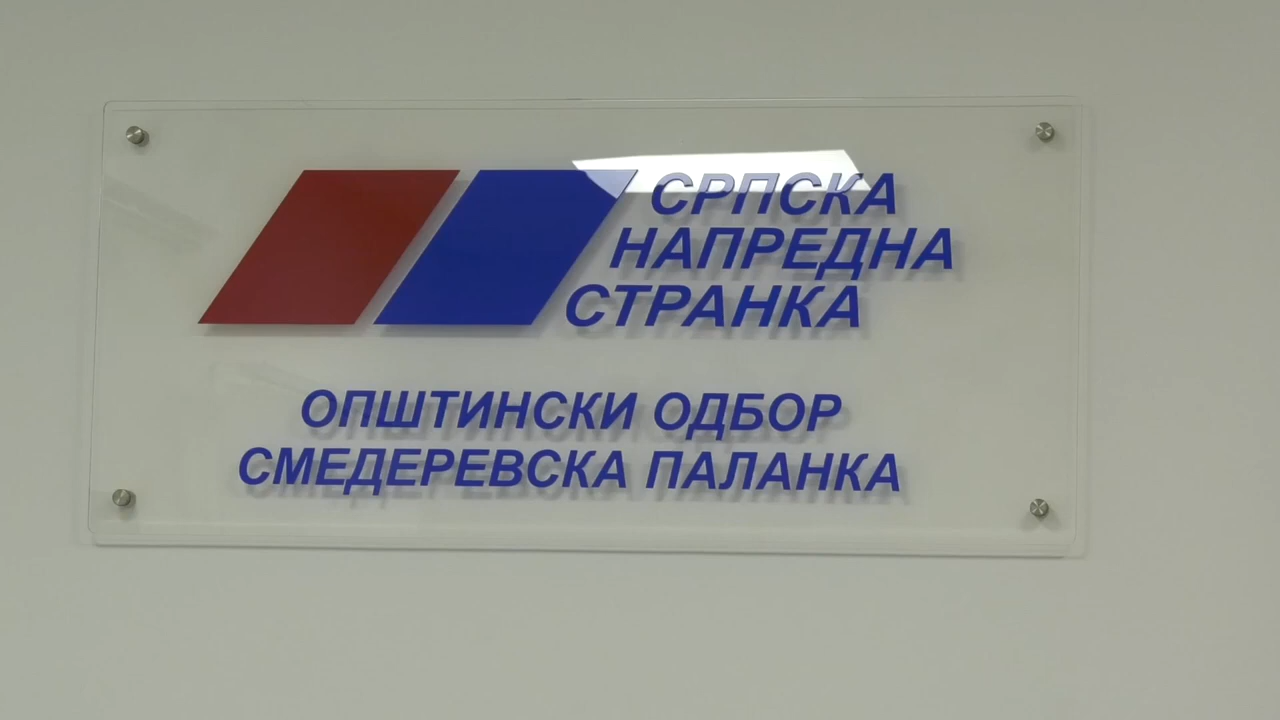 СРПСКА
НАПРЕДНА
СТРАНКА
ОПШТИНСКИ ОДБОР
СМЕДЕРЕВСКА ПАЛАНКА